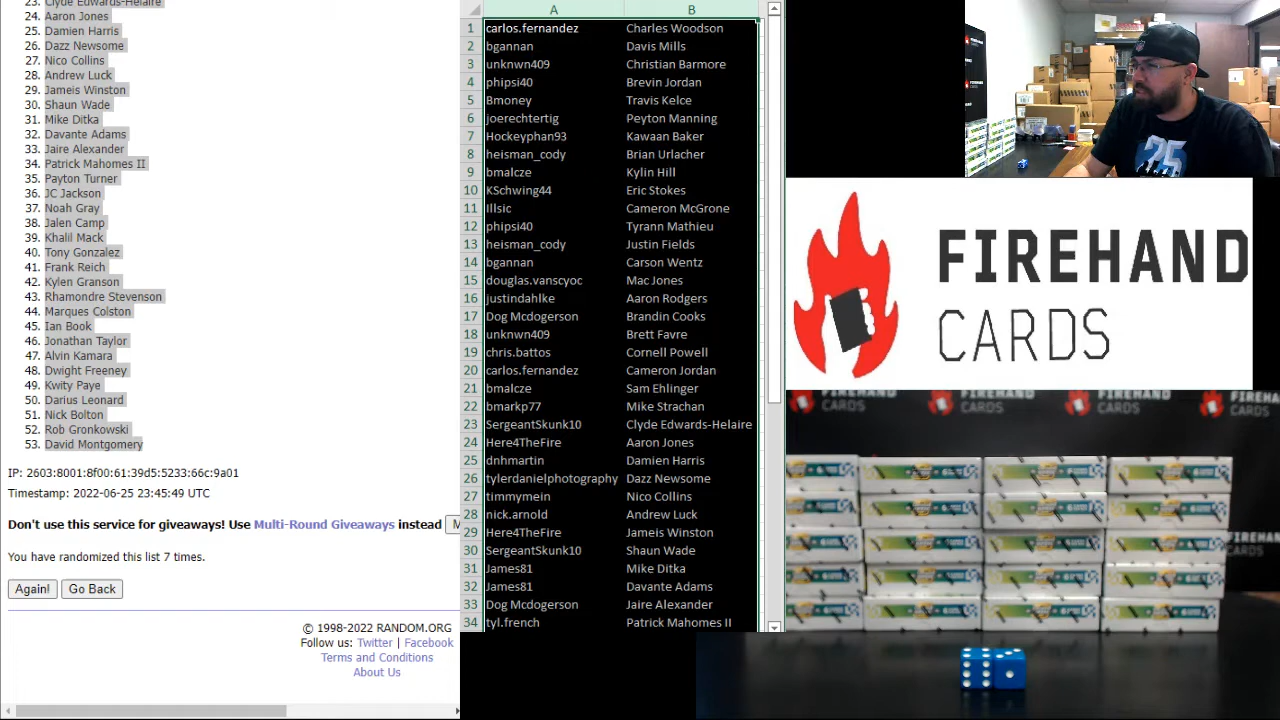 23. Clyde Edwards-Helaire
24. Aaron Jones
25. Damien Harris
26. Dazz Newsome
27. Nico Collins
28. Andrew Luck
29. Jameis Winston
30. Shaun Wade
31. Mike Ditka
32. Davante Adams
33. Jaire Alexander
34. Patrick Mahomes II
35. Payton Turner
36. JC Jackson
37. Noah Gray
38. Jalen Camp
39. Khalil Mack
40. Tony Gonzalez
41. Frank Reich
42. Kylen Granson
43. Rhamondre Stevenson
44. Marques Colston
45. Ian Book
46. Jonathan Taylor
47. Alvin Kamara
48. Dwight Freeney
49. Kwity Paye
50. Darius Leonard
51. Nick Bolton
52. Rob Gronkowski
53. David Montgomery
IP: 2603:8001:8f00:61:39d5:5233:66c:9a01
Timestamp: 2022-06-25 23:45:49 UTC
Don't use this service for giveaways! Use Multi-Round Giveaways instead M
You have randomized this list 7 times.
Again! Go Back
© 1998-2022 RANDOM.ORG
Follow us: Twitter | Facebook
Terms and Conditions
About Us
A B
1 carlos.fernandez Charles Woodson
2 bgannan Davis Mills
3 unknwn409 Christian Barmore
4 phipsi40 Brevin Jordan
5 Bmoney Travis Kelce
6 joerechtertig Peyton Manning
7 Hockeyphan93 Kawaan Baker
8 heisman_cody Brian Urlacher
9 bmalcze Kylin Hill
10 KSchwing44 Eric Stokes
11 Illsic Cameron McGrone
12 phipsi40 Tyrann Mathieu
13 heisman_cody Justin Fields
14 bgannan Carson Wentz
15 douglas.vanscyoc Mac Jones
16 justindahlke Aaron Rodgers
17 Dog Mcdogerson Brandin Cooks
18 unknwn409 Brett Favre
19 chris.battos Cornell Powell
20 carlos.fernandez Cameron Jordan
21 bmalcze Sam Ehlinger
22 bmarkp77 Mike Strachan
23 SergeantSkunk10 Clyde Edwards-Helaire
24 Here4TheFire Aaron Jones
25 dnhmartin Damien Harris
26 tylerdanielphotography Dazz Newsome
27 timmymein Nico Collins
28 nick.arnold Andrew Luck
29 Here4TheFire Jameis Winston
30 SergeantSkunk10 Shaun Wade
31 James81 Mike Ditka
32 James81 Davante Adams
33 Dog Mcdogerson Jaire Alexander
34 tyl.french Patrick Mahomes II
25
FIREHAND
CARDS
FIREHAND
CARDS
FIREHAND
CARDS
FIREHAND
CARDS